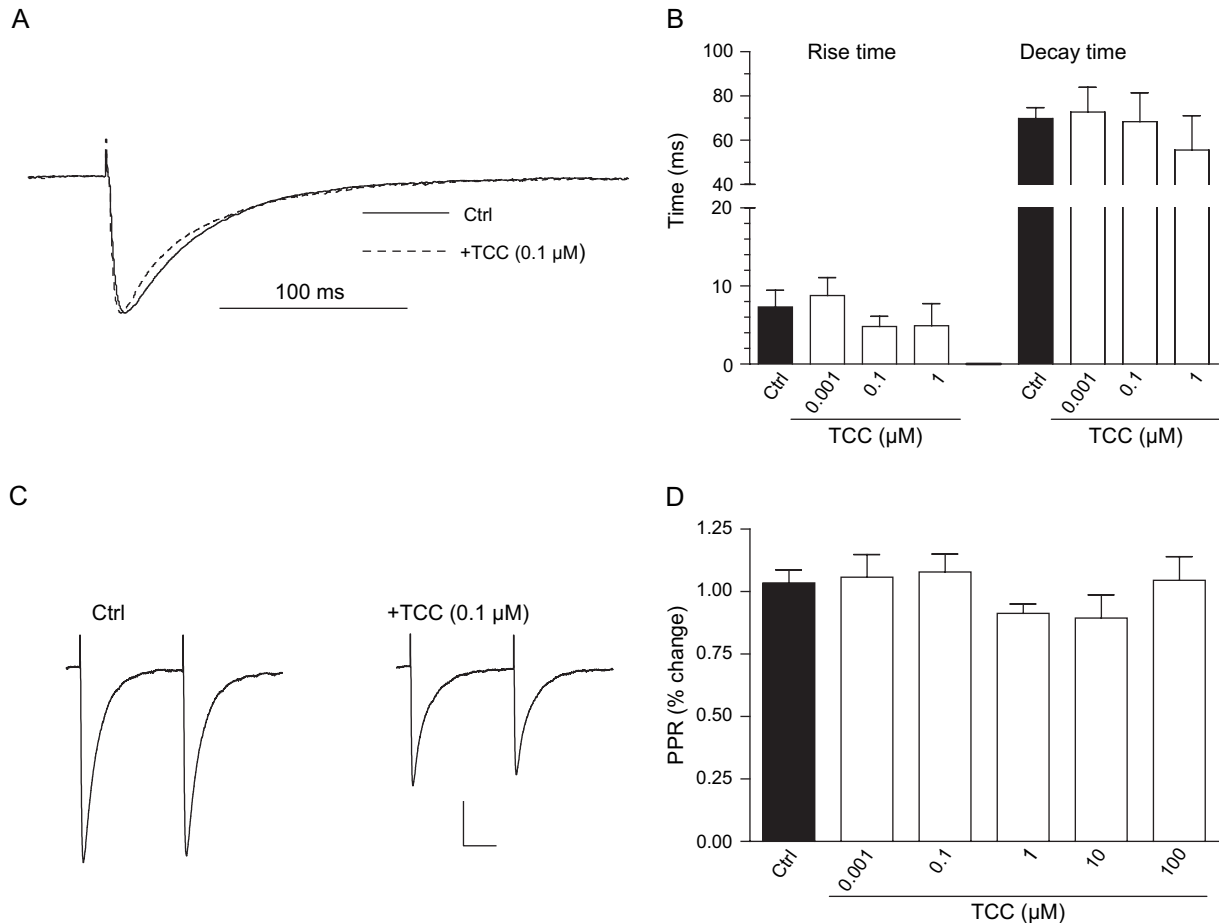 A
Ctrl
+TCC (0.1 µM)
100 ms
B
Rise time
Decay time
Time (ms)
100
80
60
40
20
10
0
Ctrl
0.001
0.1
1
TCC (µM)
Ctrl
0.001
0.1
1
TCC (µM)
C
Ctrl
+TCC (0.1 µM)
D
PPR (% change)
1.25
1.00
0.75
0.50
0.25
0.00
Ctrl
0.001
0.1
1
10
100
TCC (µM)